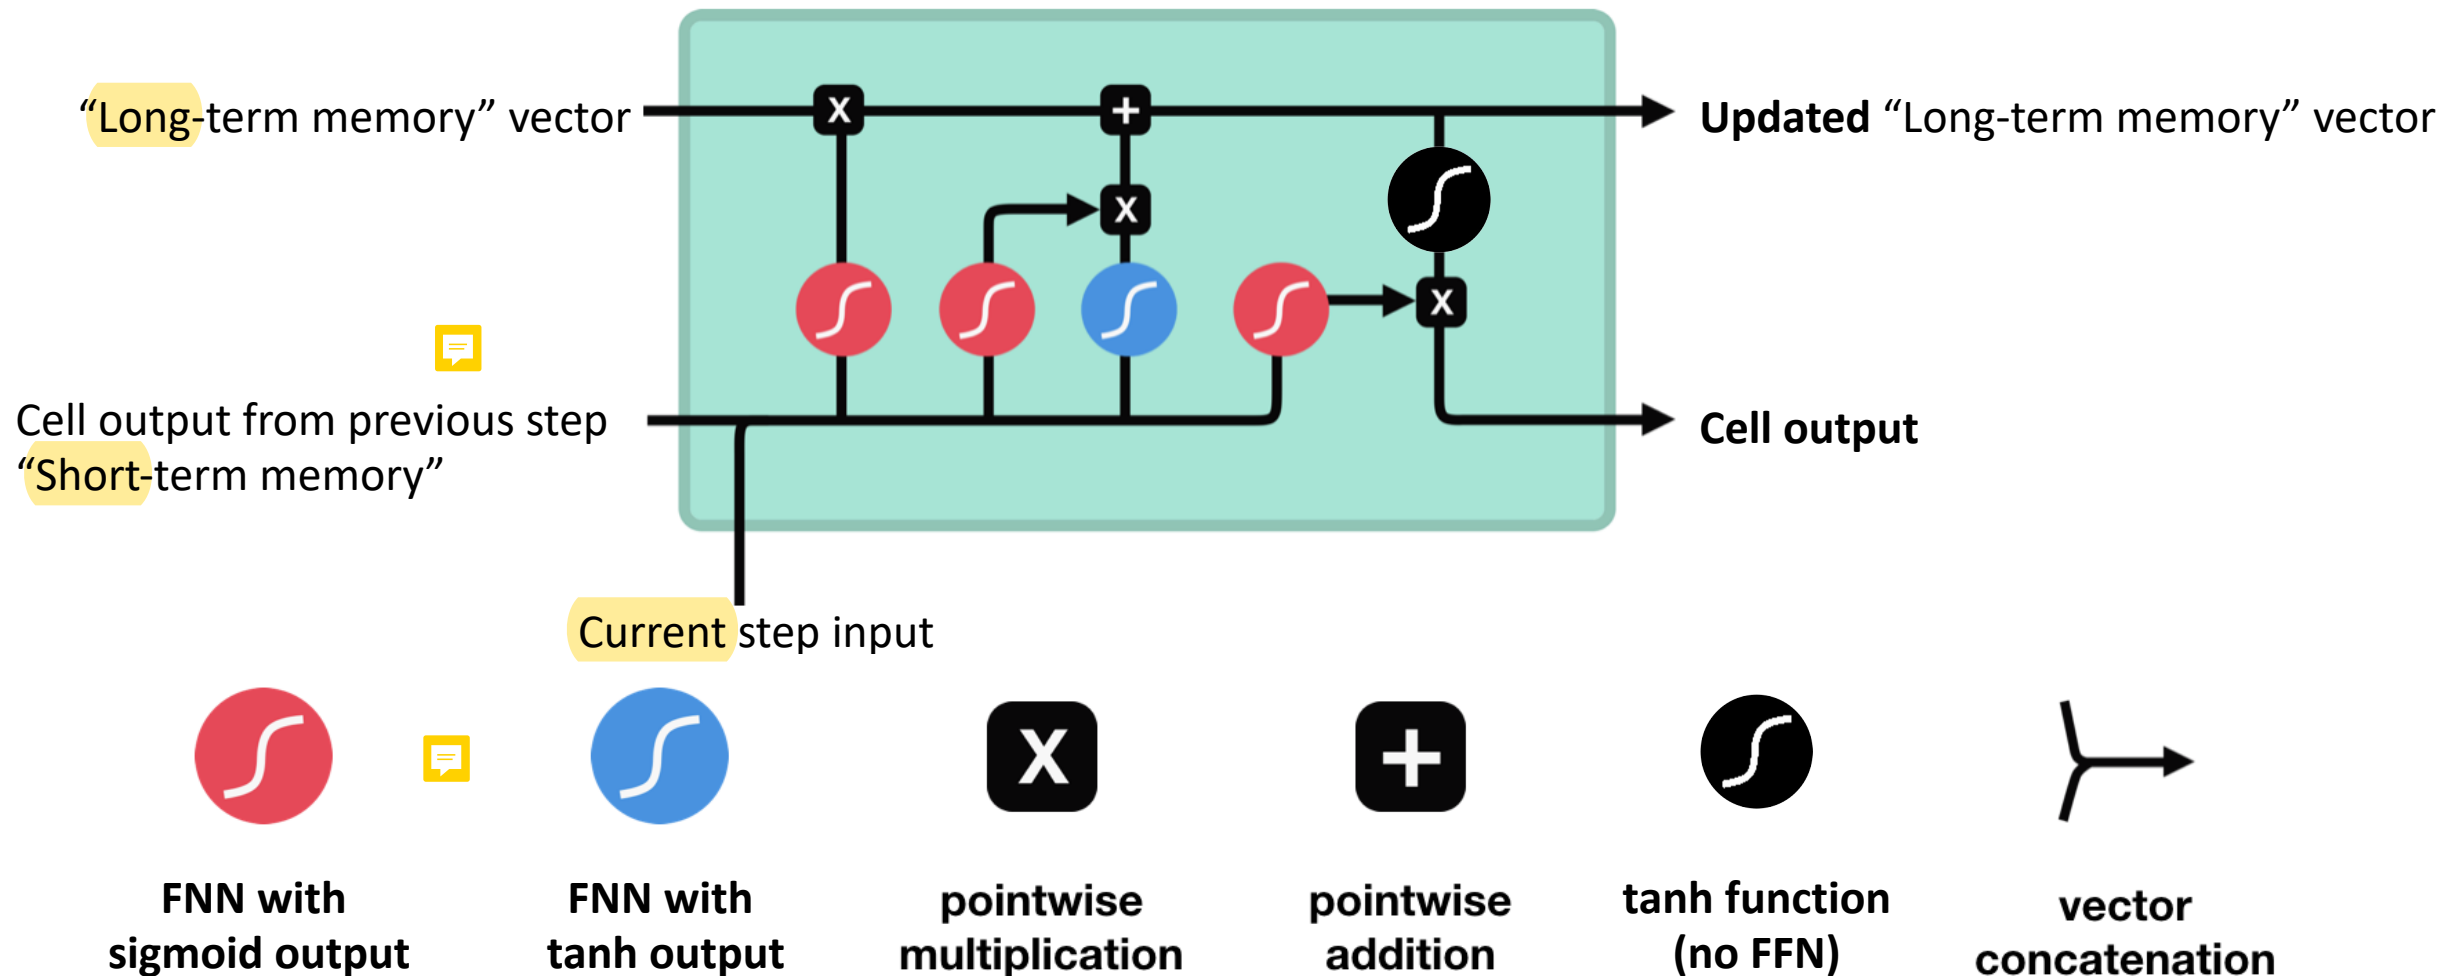 “Long-term memory” vector
X
+
Updated “Long-term memory” vector
X
X
Cell output from previous step
“Short-term memory”
Cell output
Current step input
X
+
FNN with
sigmoid output
FNN with
tanh output
pointwise
multiplication
pointwise
addition
tanh function
(no FFN)
vector
concatenation